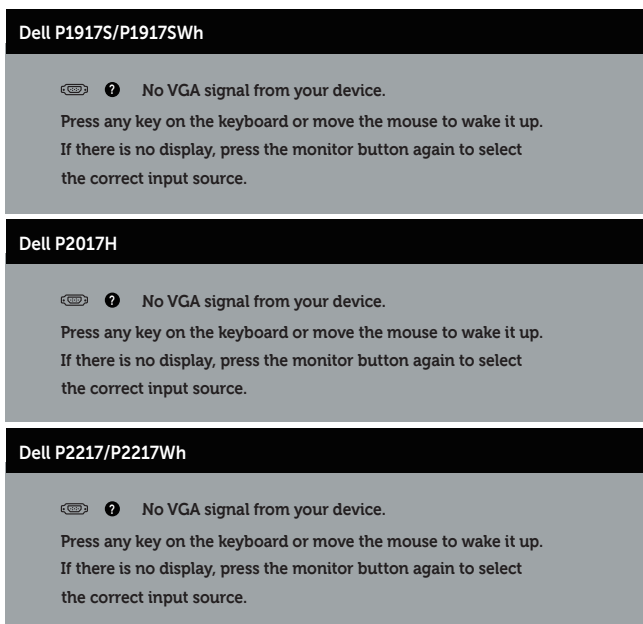 Dell P1917S/P1917SWh
? No VGA signal from your device.
Press any key on the keyboard or move the mouse to wake it up.
If there is no display, press the monitor button again to select
the correct input source.
Dell P2017H
? No VGA signal from your device.
Press any key on the keyboard or move the mouse to wake it up.
If there is no display, press the monitor button again to select
the correct input source.
Dell P2217/P2217Wh
? No VGA signal from your device.
Press any key on the keyboard or move the mouse to wake it up.
If there is no display, press the monitor button again to select
the correct input source.